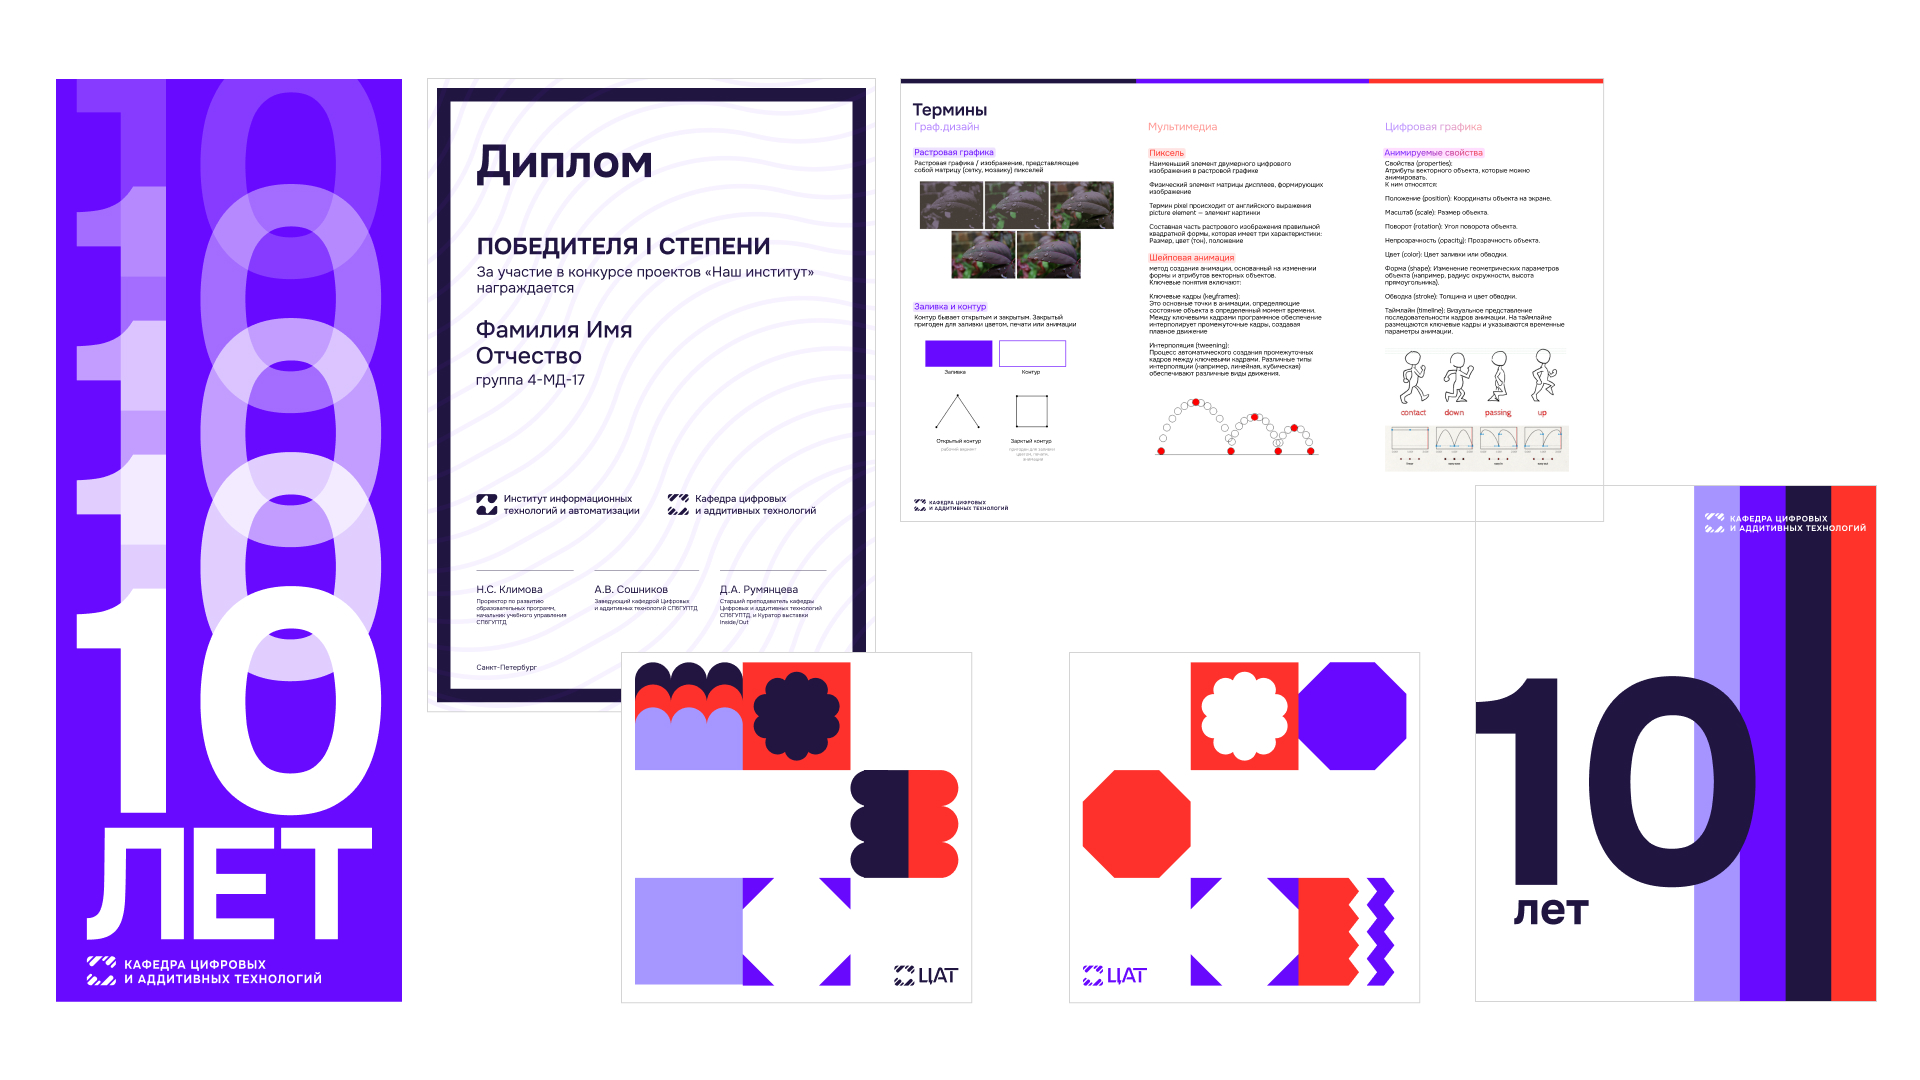 10
10
10
10
10
ЛЕТ
КАФЕДРА ЦИФРОВЫХ
И АДДИТИВНЫХ ТЕХНОЛОГИЙ
Диплом
ПОБЕДИТЕЛЯ I СТЕПЕНИ
За участие в конкурсе проектов «Наш институт»
награждается
Фамилия Имя
Отчество
группа 4-МД-17
Институт информационных
технологий и автоматизации
Кафедра цифровых
и аддитивных технологий
Н.С. Климова
Проректор по развитию
образовательных программ,
начальник учебного управления
СПбГУПТД
А.В. Сошников
Заведующий кафедрой Цифровых
и аддитивных технологий СПбГУПТД
Д.А. Румянцева
Старший преподаватель кафедры
Цифровых и аддитивных технологий
СПбГУПТД, и Куратор выставки
Inside/Out
Санкт-Петербург
Термины
Граф.дизайн
Растровая графика
Растровая графика / изображение, представляющее
собой матрицу (сетку, мозаику) пикселей
Заливка и контур
Контур бывает открытым и закрытым. Закрытый
пригоден для заливки цветом, печати или анимации
Заливка
Контур
Открытый контур
Зарктый контур
Мультимедиа
Пиксель
Наименьший элемент двумерного цифрового
изображения в растровой графике
Физический элемент матрицы дисплеев, формирующих
изображение
Термин pixel происходит от английского выражения
picture element — элемент картинки
Составная часть растрового изображения правильной
квадратной формы, которая имеет три характеристики:
Размер, цвет (тон), положение
Шейповая анимация
метод создания анимации, основанный на изменении
формы и атрибутов векторных объектов.
Ключевые понятия включают:
Ключевые кадры (keyframes):
Это основные точки в анимации, определяющие
состояние объекта в определенный момент времени.
Между ключевыми кадрами программное обеспечение
интерполирует промежуточные кадры, создавая
плавное движение
Интерполяция (tweening):
Процесс автоматического создания промежуточных
кадров между ключевыми кадрами. Различные типы
интерполяции (например, линейная, кубическая)
обеспечивают различные виды движения.
Цифровая графика
Анимируемые свойства
Свойства (properties):
Атрибуты векторного объекта, которые можно
анимировать.
К ним относятся:
Положение (position): Координаты объекта на экране.
Масштаб (scale): Размер объекта.
Поворот (rotation): Угол поворота объекта.
Непрозрачность (opacity): Прозрачность объекта.
Цвет (color): Цвет заливки или обводки.
Форма (shape): Изменение геометрических параметров
объекта (например, радиус окружности, высота
прямоугольника).
Обводка (stroke): Толщина и цвет обводки.
Таймлайн (timeline): Визуальное представление
последовательности кадров анимации. На таймлайне
размещаются ключевые кадры и указываются временные
параметры анимации.
contact down passing up
КАФЕДРА ЦИФРОВЫХ
И АДДИТИВНЫХ ТЕХНОЛОГИЙ
ЦАТ
ЦАТ
КАФЕДРА ЦИФРОВЫХ
И АДДИТИВНЫХ ТЕХНОЛОГИЙ
10
лет